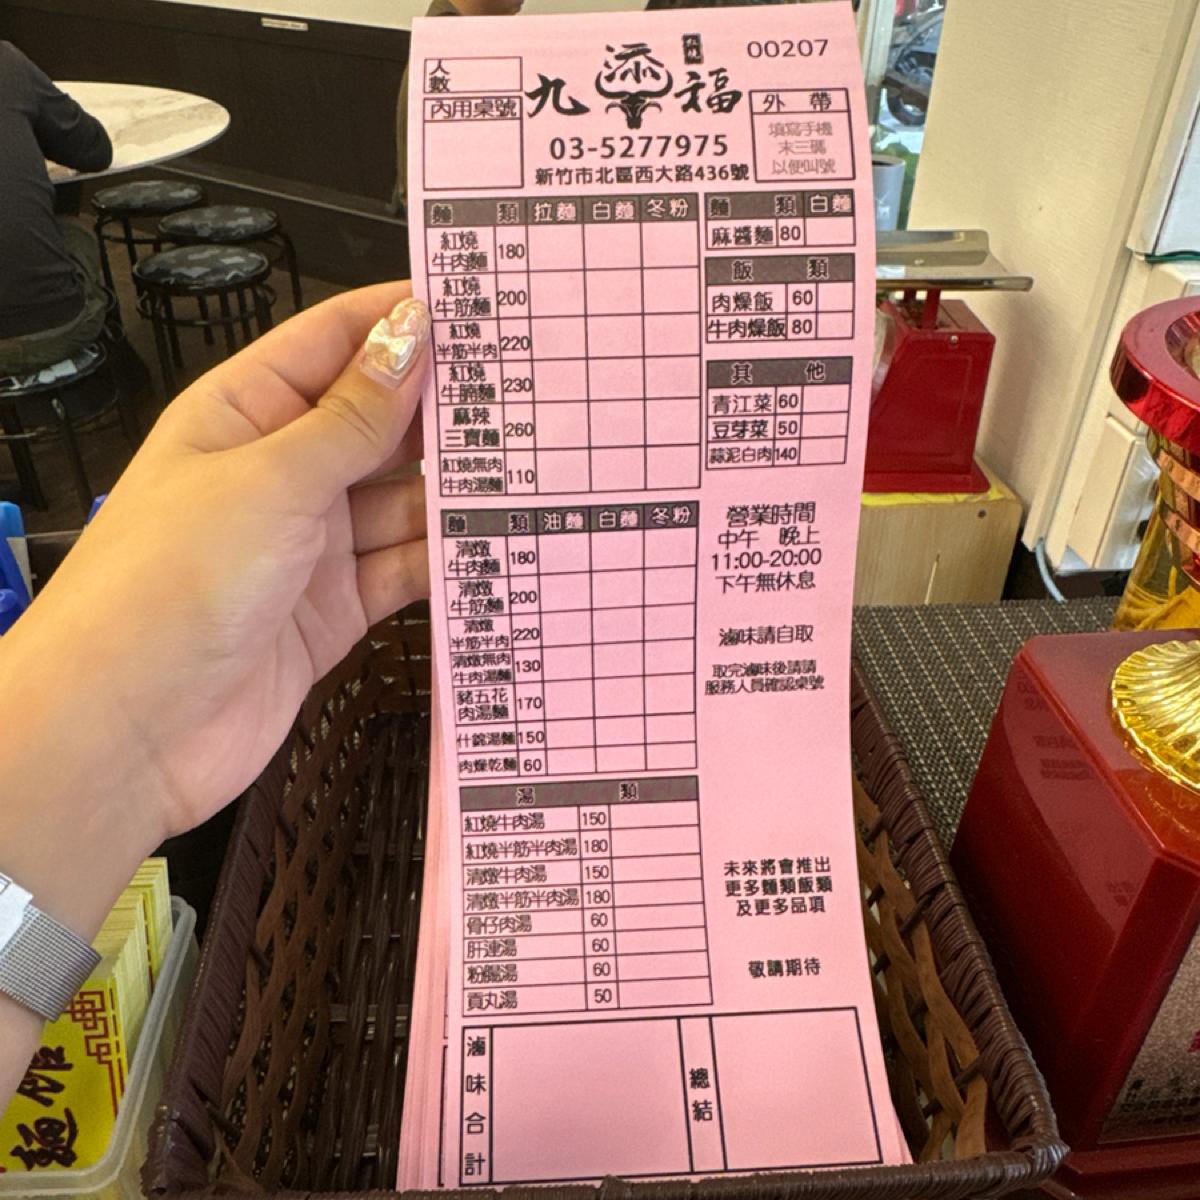 00207
人數
內用桌號
九添福
外帶
填寫手機
末三碼
以便叫號
03-5277975
新竹市北區西大路436號
麵類 拉麵 白麵 冬粉
紅燒牛肉麵 180
紅燒牛筋麵 200
紅燒半筋半肉 220
紅燒牛腩麵 230
麻辣三寶麵 260
紅燒無肉牛肉湯麵 110
麵類 油麵 白麵 冬粉
清燉牛肉麵 180
清燉牛筋麵 200
清燉半筋半肉 220
清燉無肉牛肉湯麵 130
豬五花肉湯麵 170
什錦湯麵 150
肉燥乾麵 60
湯類
紅燒牛肉湯 150
紅燒半筋半肉湯 180
清燉牛肉湯 150
清燉半筋半肉湯 180
骨仔肉湯 60
肝連湯 60
粉腸湯 60
貢丸湯 50
麵類 白麵
麻醬麵 80
飯類
肉燥飯 60
牛肉燥飯 80
其他
青江菜 60
豆芽菜 50
蒜泥白肉 140
營業時間
中午 晚上
11:00-20:00
下午無休息
滷味請自取
取完滷味後請請
服務人員確認桌號
未來將會推出
更多麵類飯類
及更多品項
敬請期待
滷味合計
總結